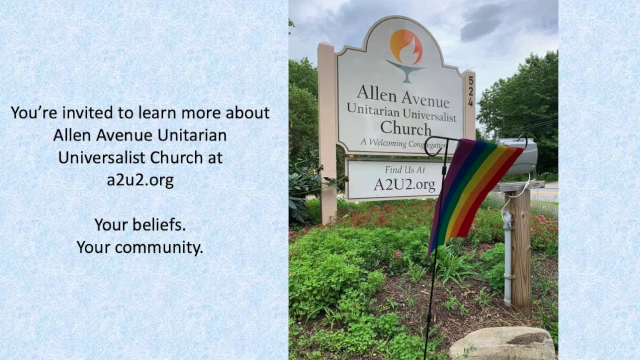 You're invited to learn more about
Allen Avenue Unitarian
Universalist Church at
a2u2.org
Your beliefs.
Your community.
Allen Avenue
Unitarian Universalist
Church
A Welcoming Congregation
524
Find Us At
A2U2.org